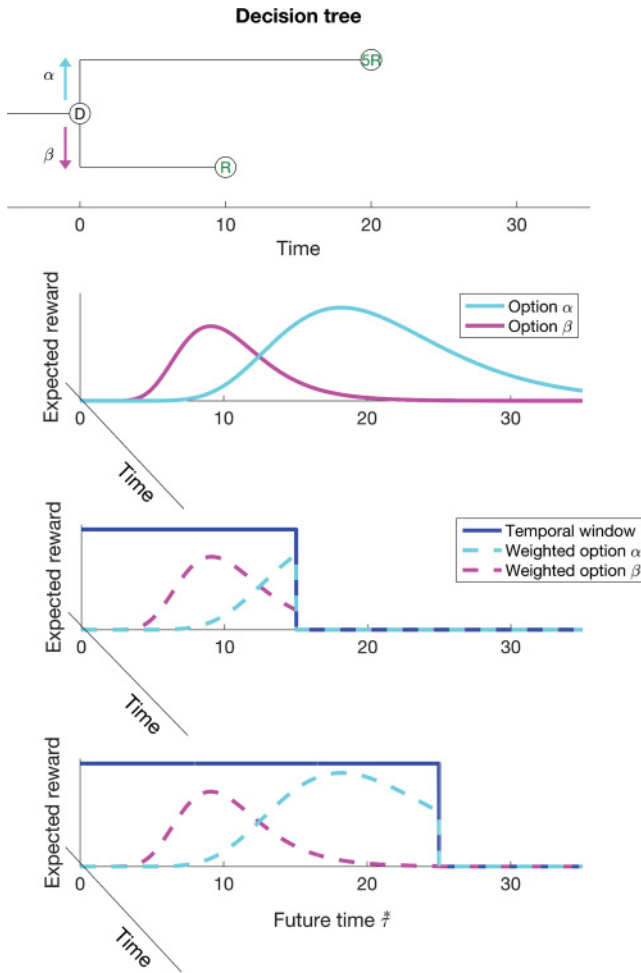 Decision tree
α
5R
D
β
R
0 10 20 30
Time
Expected reward
Option α
Option β
0 10 20 30
Time
Expected reward
Temporal window
Weighted option α
Weighted option β
0 10 20 30
Time
Expected reward
0 10 20 30
Future time τ*
Time